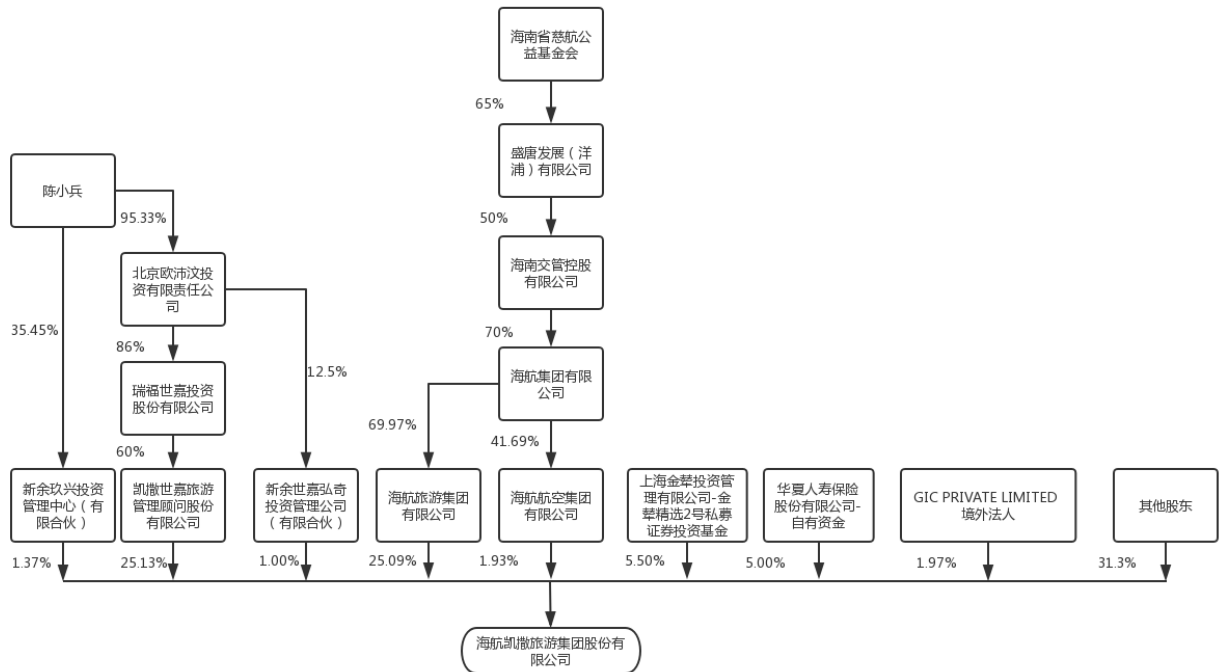 海南省慈航公
益基金会
65%
盛唐发展（洋
浦）有限公司
陈小兵
95.33%
50%
北京欧沛汶投
资有限责任公
司
海南交管控股
有限公司
35.45%
86%
70%
12.5%
瑞福世嘉投资
股份有限公司
海航集团有限
公司
69.97%
41.69%
60%
新余玖兴投资
管理中心（有
限合伙）
凯撒世嘉旅游
管理顾问股份
有限公司
新余世嘉弘奇
投资管理公司
（有限合伙）
海航旅游集团
有限公司
海航航空集团
有限公司
上海金辇投资管
理有限公司-金
辇精选2号私募
证券投资基金
华夏人寿保险
股份有限公司-
自有资金
GIC PRIVATE LIMITED
境外法人
其他股东
1.37%
25.13%
1.00%
25.09%
1.93%
5.50%
5.00%
1.97%
31.3%
海航凯撒旅游集团股份有
限公司